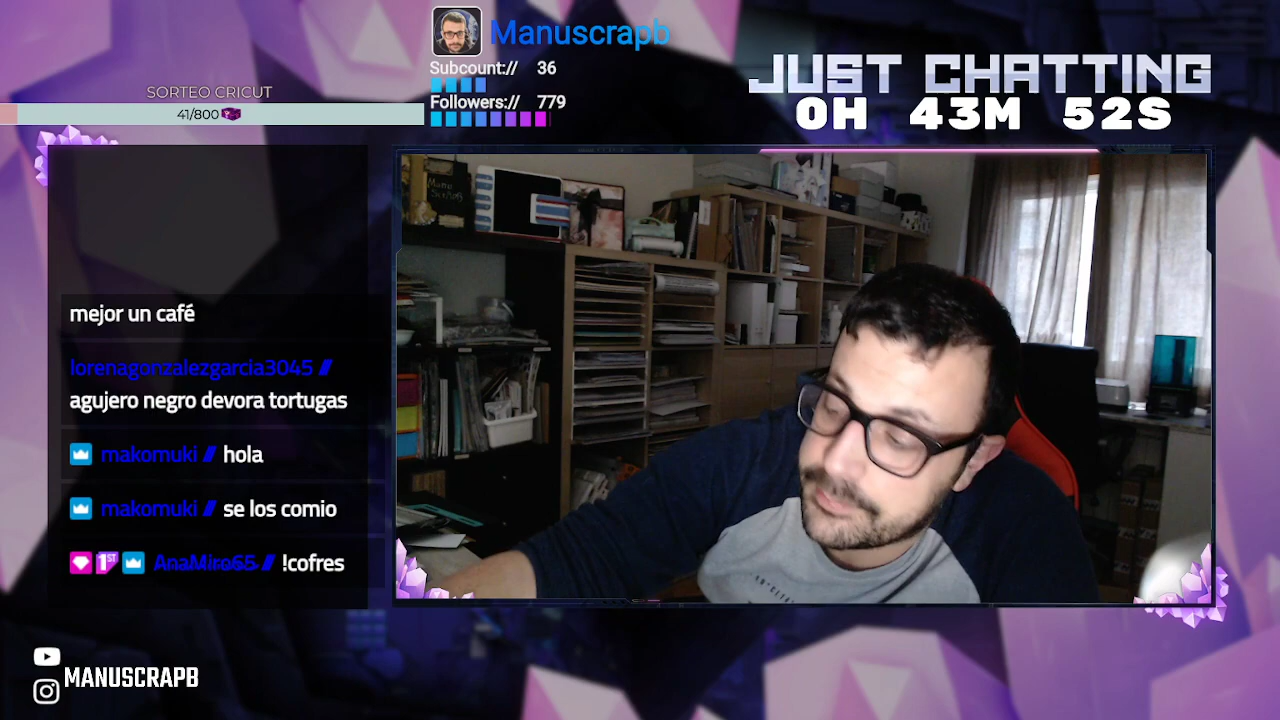 Manuscrapb
Subcount:// 36
Followers:// 779
SORTEO CRICUT
41/800
JUST CHATTING
0H 43M 52S
mejor un café
lorenagonzalezgarcia3045 //
agujero negro devora tortugas
makomuki // hola
makomuki // se los comio
1ST AnaMiro65 // !cofres
MANUSCRAPB